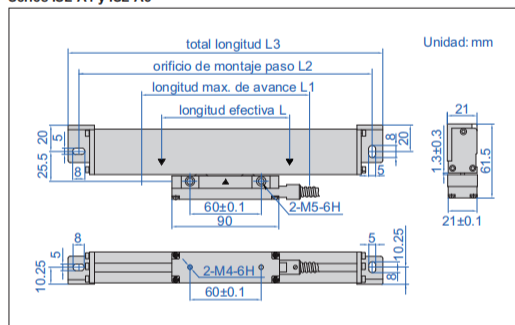 total longitud L3
Unidad: mm
orificio de montaje paso L2
longitud max. de avance L1
longitud efectiva L
20
5
25.5
8
8
20
5
60±0.1
90
2-M5-6H
21
1.3±0.3
61.5
21±0.1
8
5
10.25
2-M4-6H
60±0.1
5
10.25
8